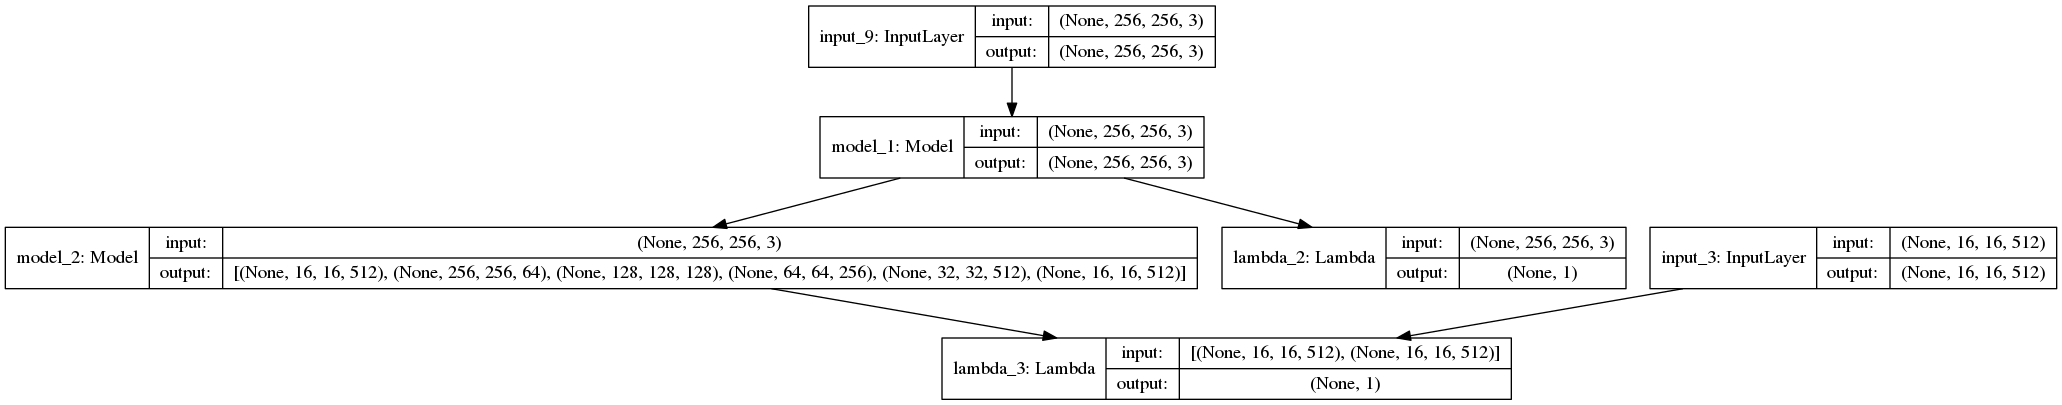 input_9: InputLayer
input: (None, 256, 256, 3)
output: (None, 256, 256, 3)
model_1: Model
input: (None, 256, 256, 3)
output: (None, 256, 256, 3)
model_2: Model
input: (None, 256, 256, 3)
output: [(None, 16, 16, 512), (None, 256, 256, 64), (None, 128, 128, 128), (None, 64, 64, 256), (None, 32, 32, 512), (None, 16, 16, 512)]
lambda_2: Lambda
input: (None, 256, 256, 3)
output: (None, 1)
input_3: InputLayer
input: (None, 16, 16, 512)
output: (None, 16, 16, 512)
lambda_3: Lambda
input: [(None, 16, 16, 512), (None, 16, 16, 512)]
output: (None, 1)